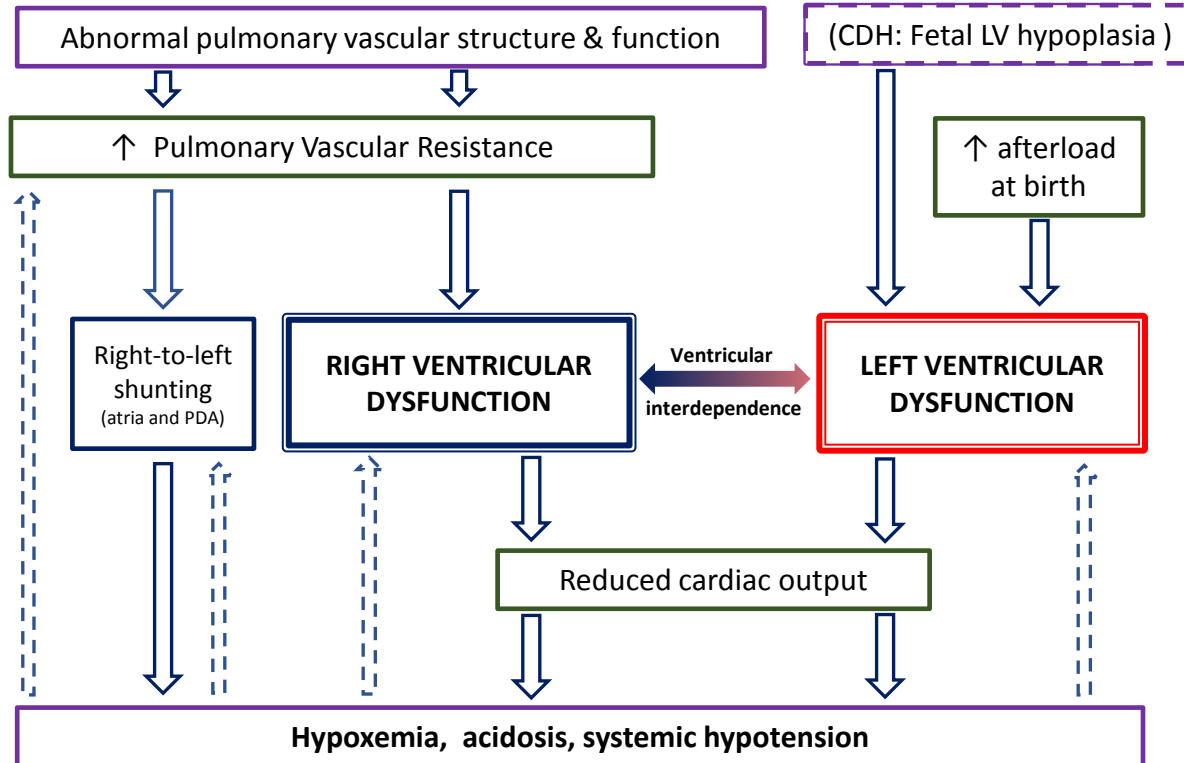 Abnormal pulmonary vascular structure & function
(CDH: Fetal LV hypoplasia )
↑ Pulmonary Vascular Resistance
↑ afterload
at birth
Right-to-left
shunting
(atria and PDA)
RIGHT VENTRICULAR
DYSFUNCTION
Ventricular
interdependence
LEFT VENTRICULAR
DYSFUNCTION
Reduced cardiac output
Hypoxemia, acidosis, systemic hypotension